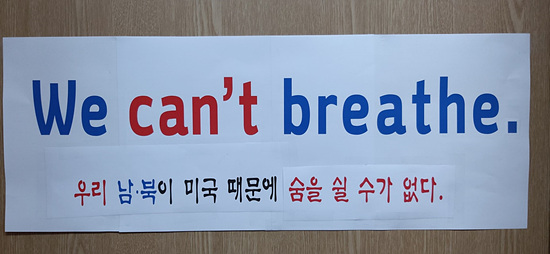 We can't breathe.
우리 남·북이 미국 때문에 숨을 쉴 수가 없다.